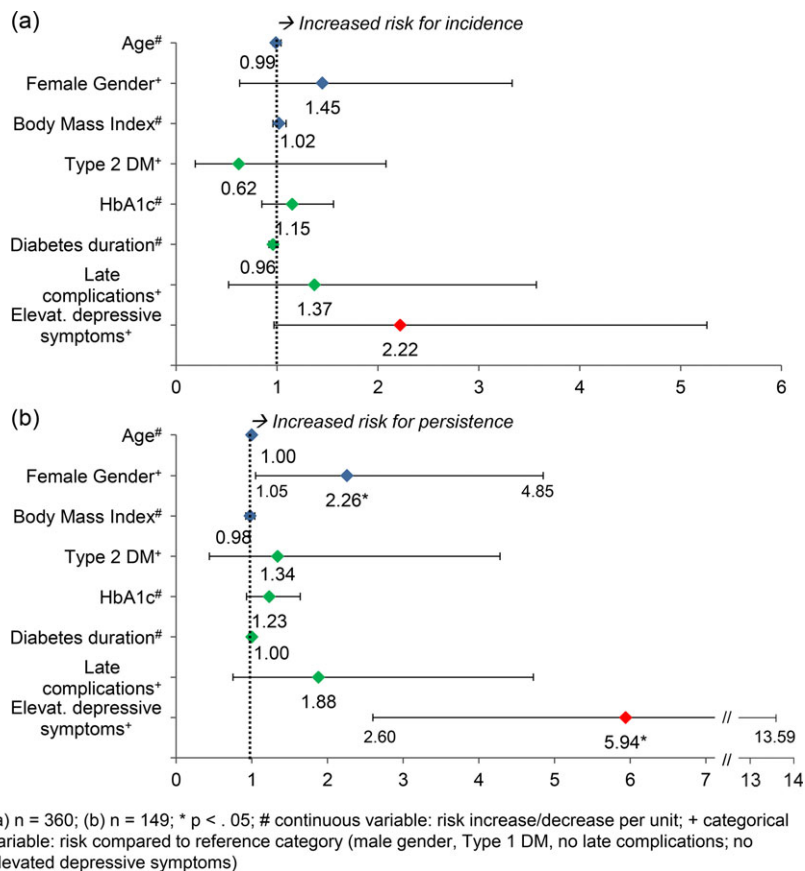 (a)
→ Increased risk for incidence
Age#
0.99
Female Gender+
1.45
Body Mass Index#
1.02
Type 2 DM+
0.62
HbA1c#
1.15
Diabetes duration#
0.96
Late
complications+
1.37
Elevat. depressive
symptoms+
2.22
0 1 2 3 4 5 6
(b)
→ Increased risk for persistence
Age#
1.00
Female Gender+
1.05 2.26* 4.85
Body Mass Index#
0.98
Type 2 DM+
1.34
HbA1c#
1.23
Diabetes duration#
1.00
Late
complications+
1.88
Elevat. depressive
symptoms+
//
2.60 5.94* 13.59
0 1 2 3 4 5 6 7 // 13 14
a) n = 360; (b) n = 149; * p < . 05; # continuous variable: risk increase/decrease per unit; + categorical
ariable: risk compared to reference category (male gender, Type 1 DM, no late complications; no
levated depressive symptoms)